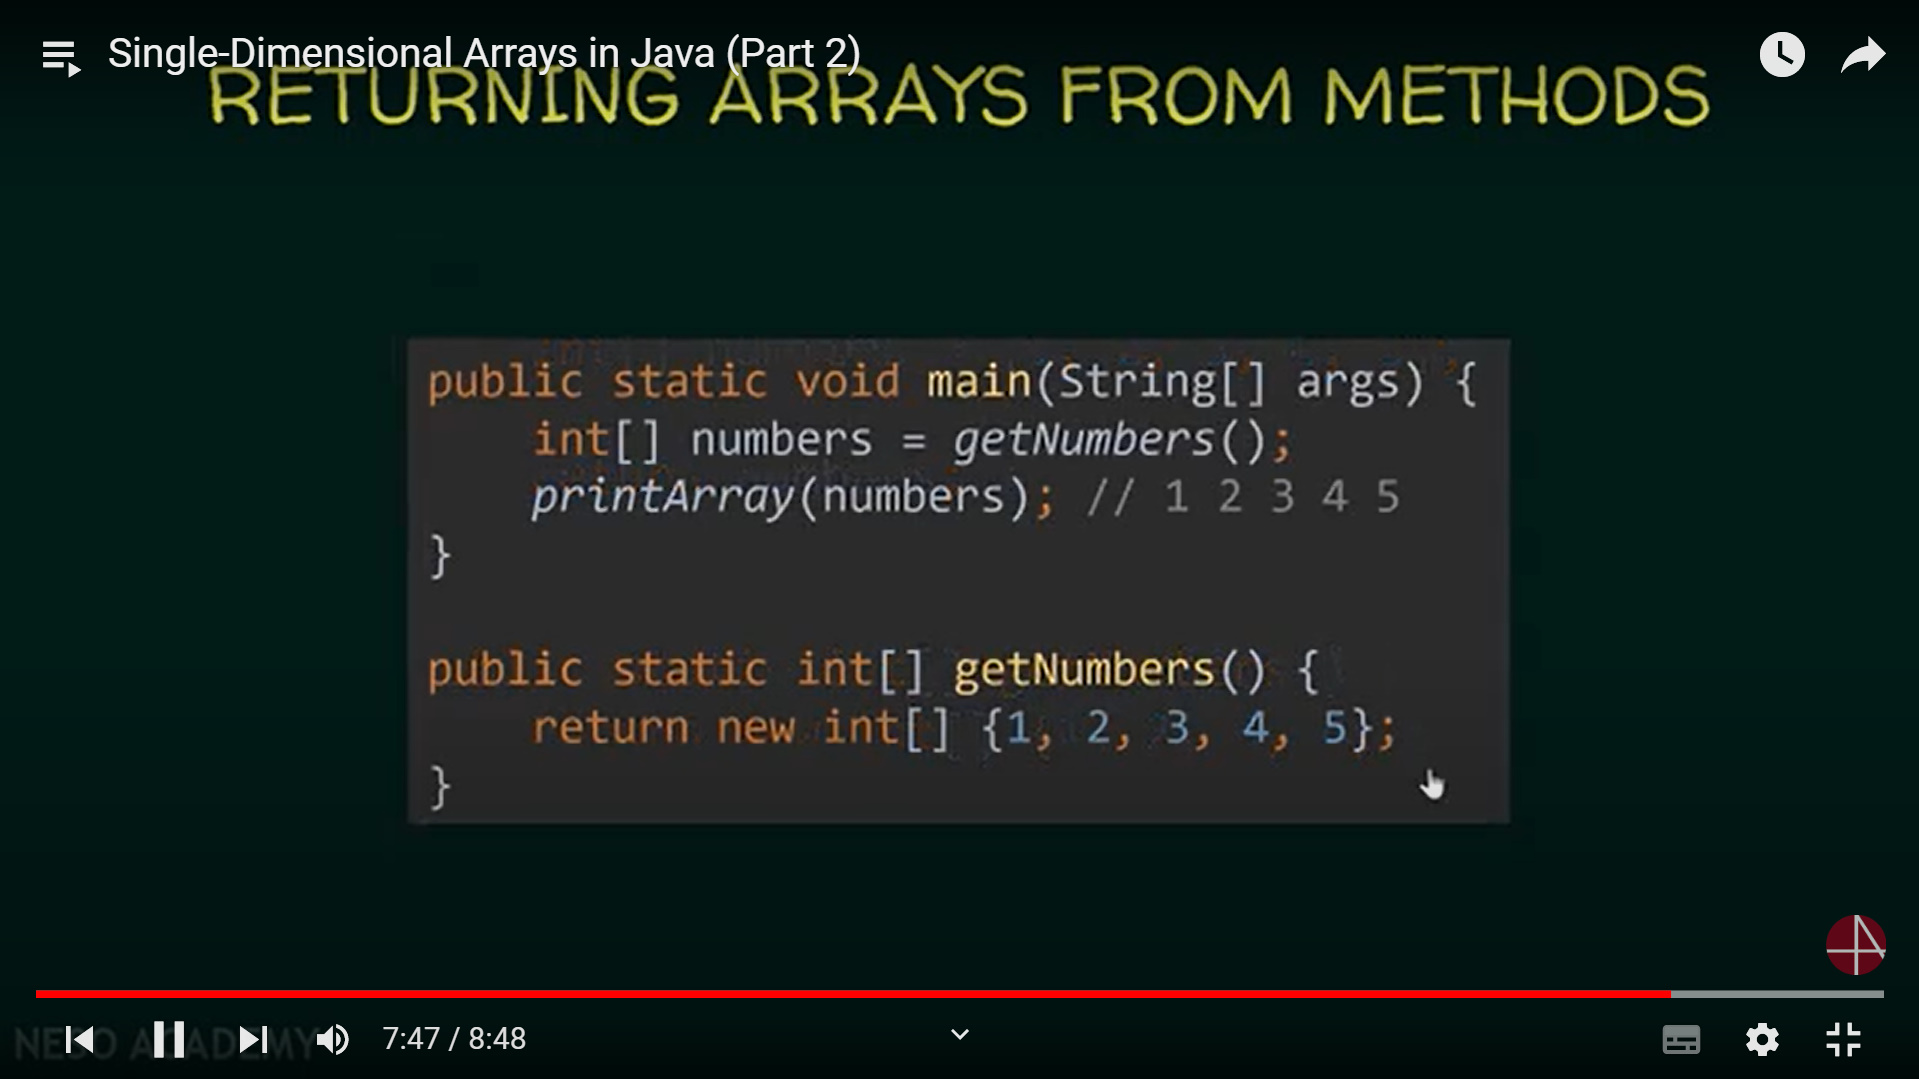 Single-Dimensional Arrays in Java (Part 2)
RETURNING ARRAYS FROM METHODS
public static void main(String[] args) {
    int[] numbers = getNumbers();
    printArray(numbers); // 1 2 3 4 5
}
public static int[] getNumbers() {
    return new int[] {1, 2, 3, 4, 5};
}
NESO ACADEMY
7:47 / 8:48